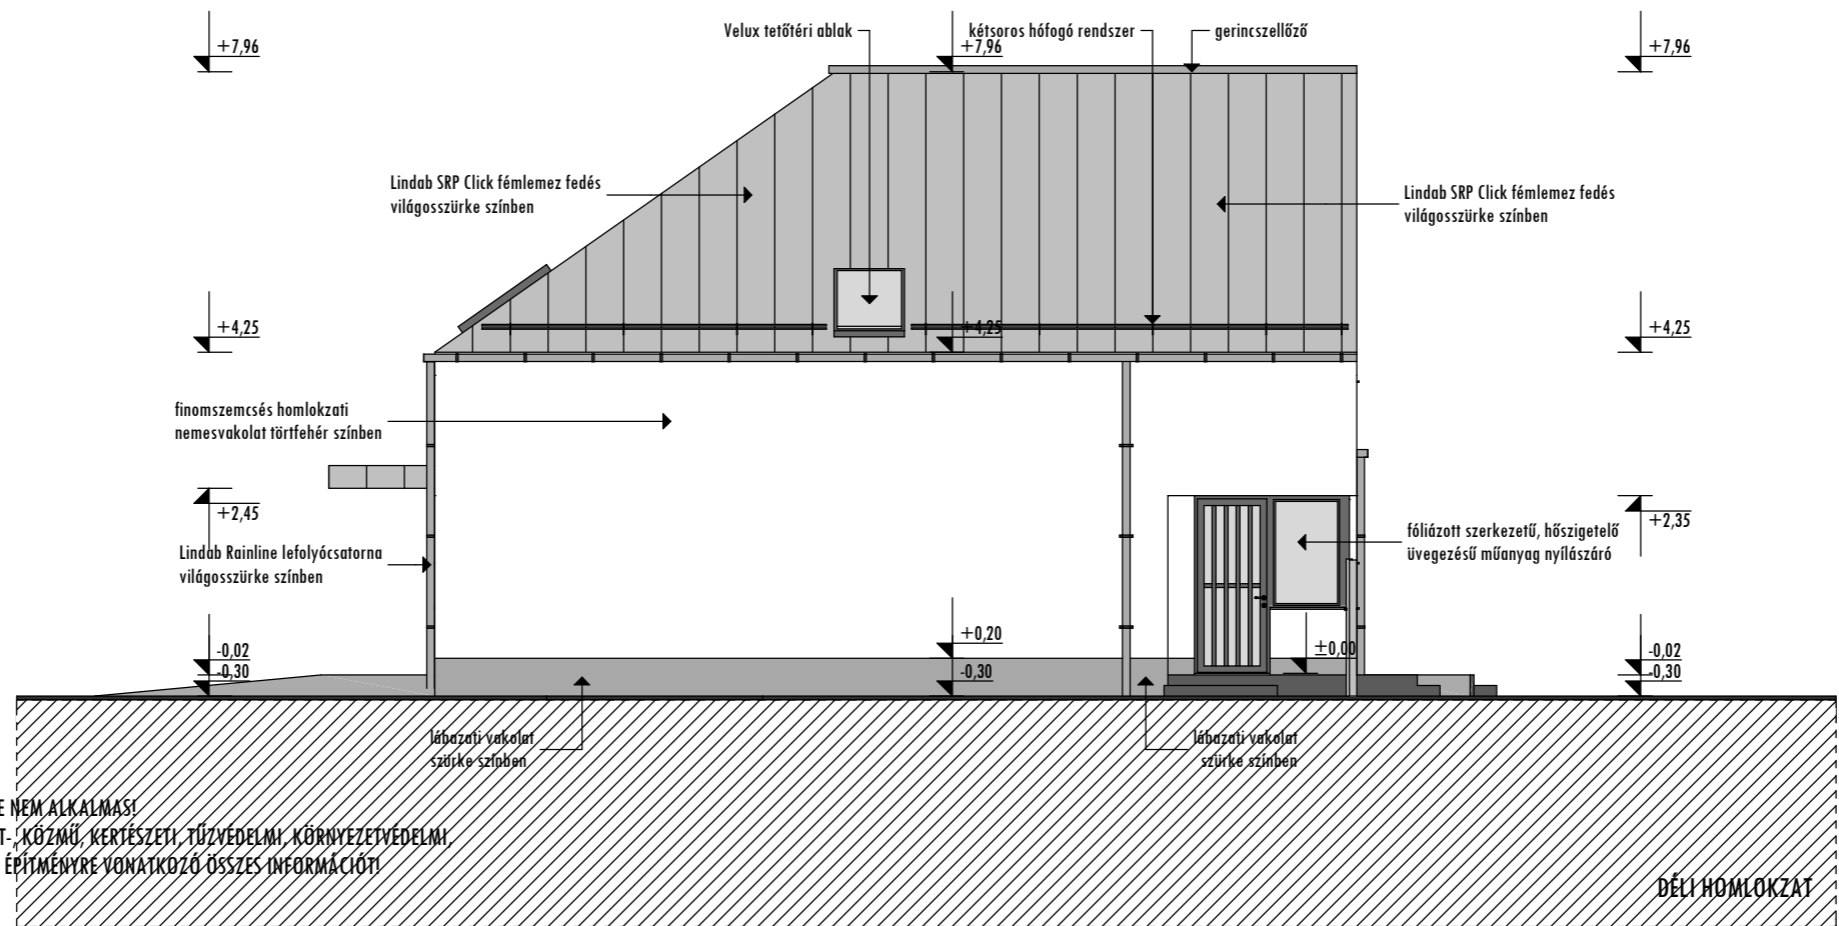 Velux tetőtéri ablak
kétsoros hófogó rendszer
gerincszellőző
+7,96
+7,96
+7,96
Lindab SRP Click fémlemez fedés
világosszürke színben
Lindab SRP Click fémlemez fedés
világosszürke színben
+4,25
+4,25
+4,25
finomszemcsés homlokzati
nemesvakolat törtfehér színben
+2,45
+2,35
fóliázott szerkezetű, hőszigetelő
üvegezésű műanyag nyílászáró
Lindab Rainline lefolyócsatorna
világosszürke színben
+0,20
±0,00
-0,02
-0,30
-0,30
-0,02
-0,30
lábazati vakolat
szürke színben
lábazati vakolat
szürke színben
E NEM ALKALMAS!
T-, KÖZMŰ, KERTÉSZETI, TŰZVÉDELMI, KÖRNYEZETVÉDELMI,
ÉPÍTMÉNYRE VONATKOZÓ ÖSSZES INFORMÁCIÓT!
DÉLI HOMLOKZAT